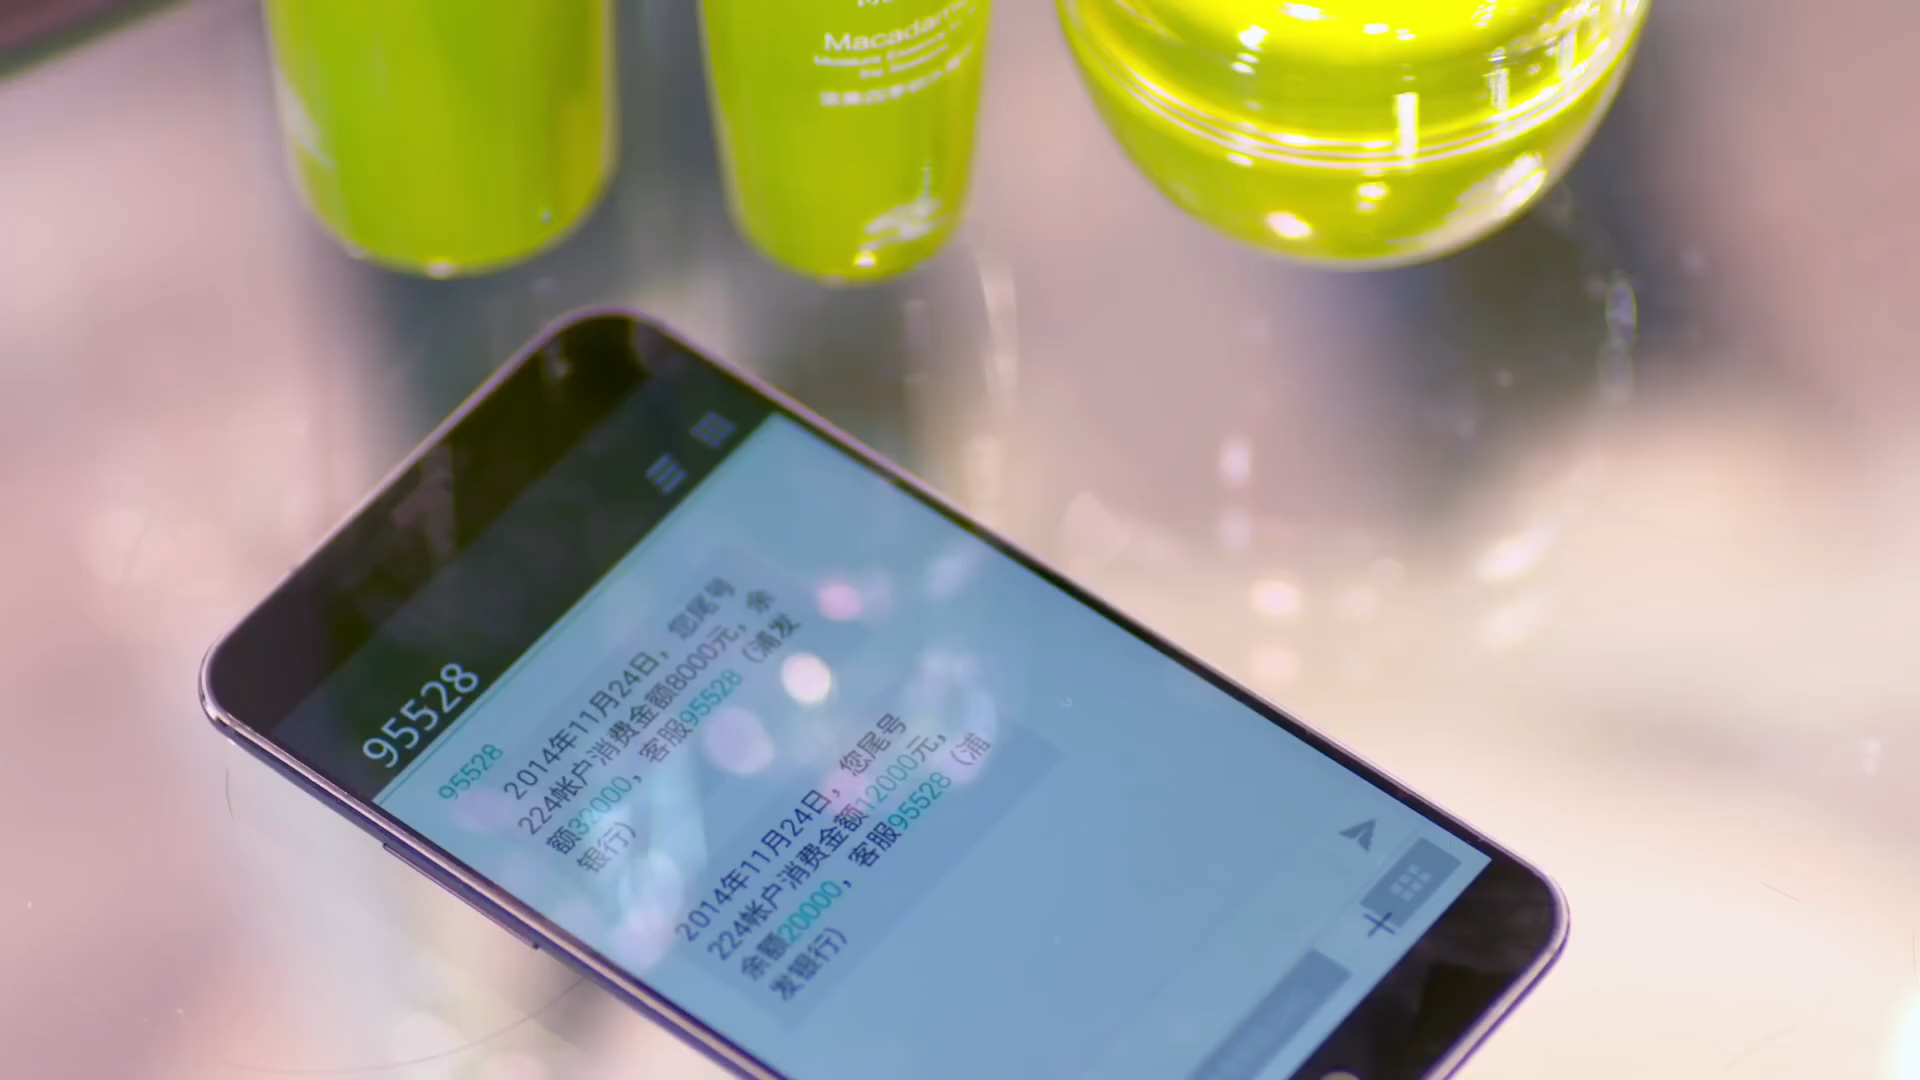 Macadam
Moisture Essence
95528
95528
2014年11月24日，您尾号
224帐户消费金额8000元，余
额32000，客服95528（浦发
银行）
2014年11月24日，您尾号
224帐户消费金额12000元，
余额20000，客服95528（浦
发银行）